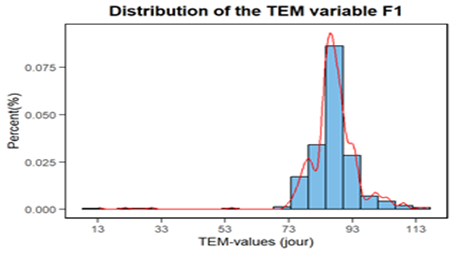 Distribution of the TEM variable F1
Percent(%)
0.075
0.050
0.025
0.000
13 33 53 73 93 113
TEM-values (jour)